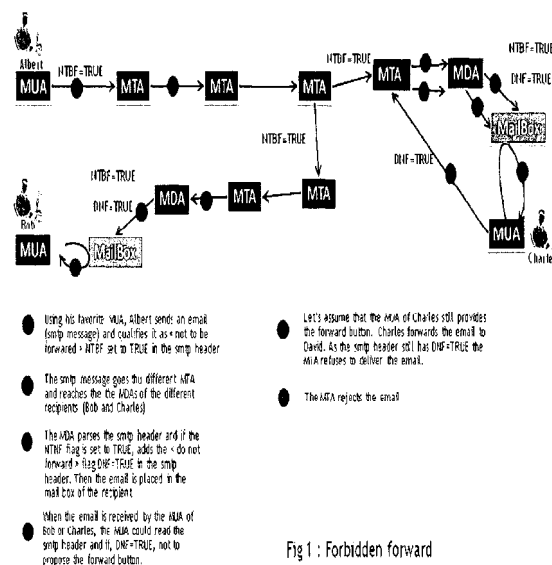 Albert
NTBF=TRUE
MUA
MTA
MTA
MTA
NTBF=TRUE
MTA
MDA
NTBF=TRUE
DNF=TRUE
MailBox
NTBF=TRUE
DNF=TRUE
MUA
Charles
NTBF=TRUE
DNF=TRUE
MDA
MTA
MTA
Bob
MUA
MailBox
Using his favorite MUA, Albert sends an email
(smtp message) and qualifies it as « not to be
forwared » NTBF set to TRUE in the smtp header
The smtp message goes thu different MTA
and reaches the the MDAs of the different
recipients (Bob and Charles)
The MDA parses the smtp header and if the
NTNF flag is set to TRUE, adds the « do not
forward » flag DNF=TRUE in the smtp
header. Then the email is placed in the
mail box of the recipient
When the email is received by the MUA of
Bob or Charles, the MUA could read the
smtp header and if, DNF=TRUE, not to
propose the forward button.
Let's assume that the MUA of Charles still provides
the forward button. Charles forwards the email to
David. As the smtp header still has DNF=TRUE the
MTA refuses to deliver the email.
The MTA rejects the email
Fig 1 : Forbidden forward